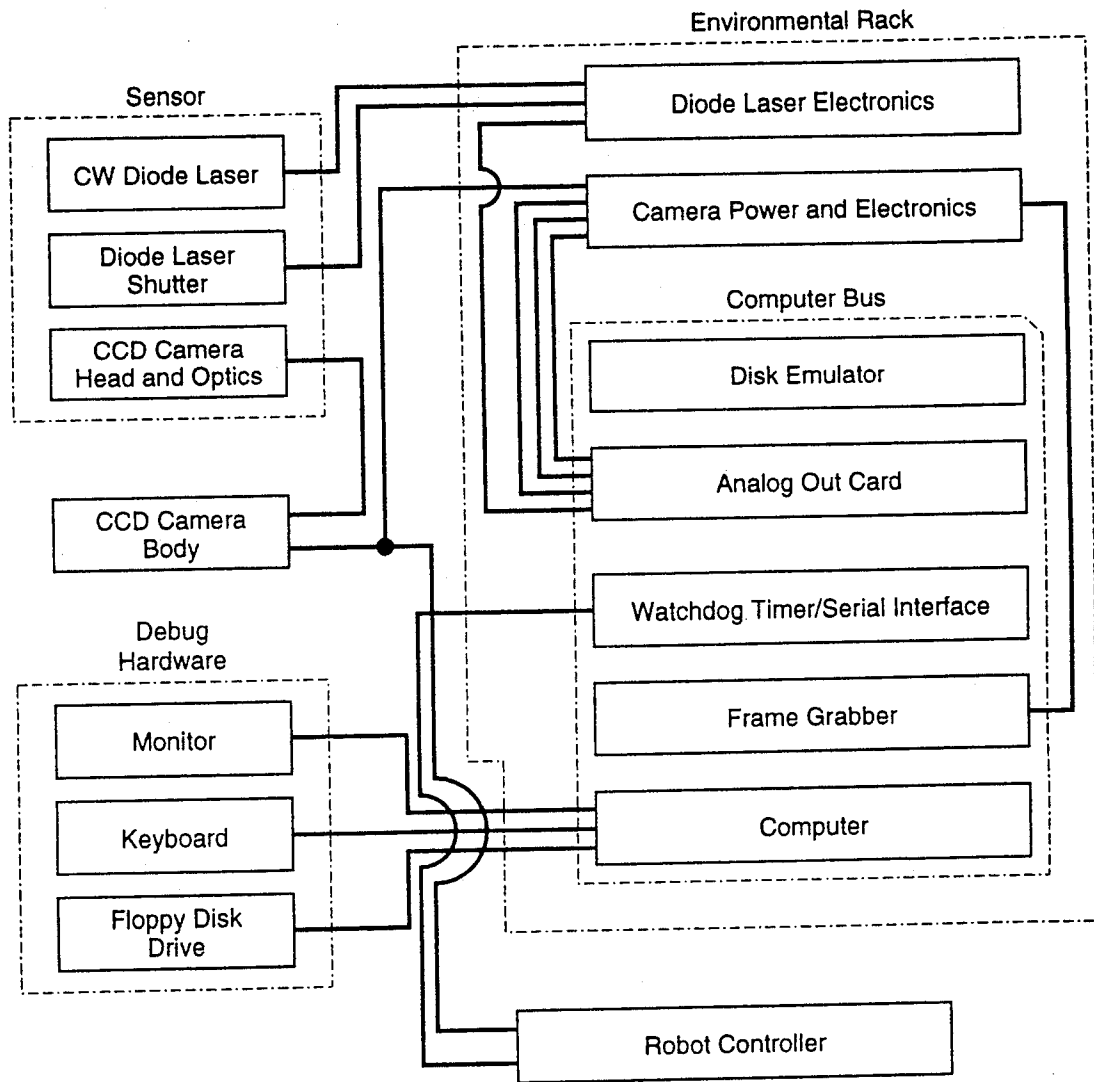 Environmental Rack
Sensor
Diode Laser Electronics
CW Diode Laser
Camera Power and Electronics
Diode Laser
Shutter
Computer Bus
CCD Camera
Head and Optics
Disk Emulator
Analog Out Card
CCD Camera
Body
Watchdog Timer/Serial Interface
Debug
Hardware
Frame Grabber
Monitor
Computer
Keyboard
Floppy Disk
Drive
Robot Controller